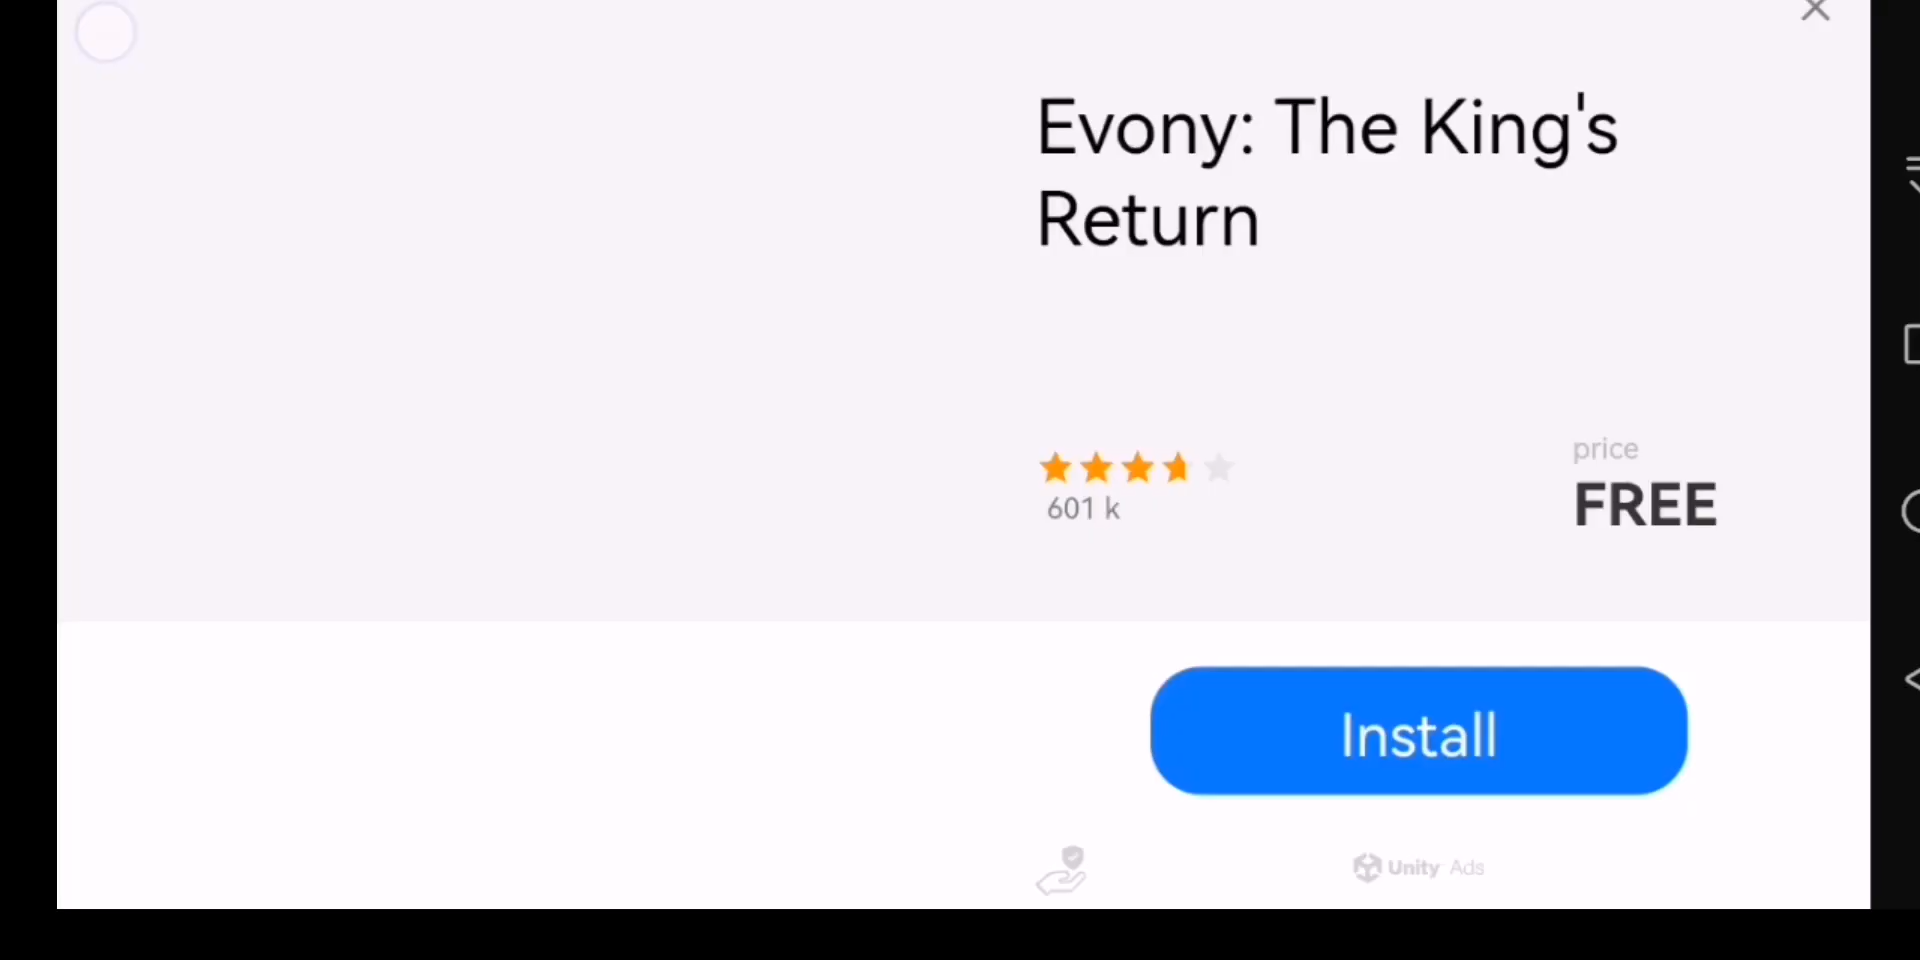 Evony: The King's
Return
price
601 k
FREE
Install
Unity Ads